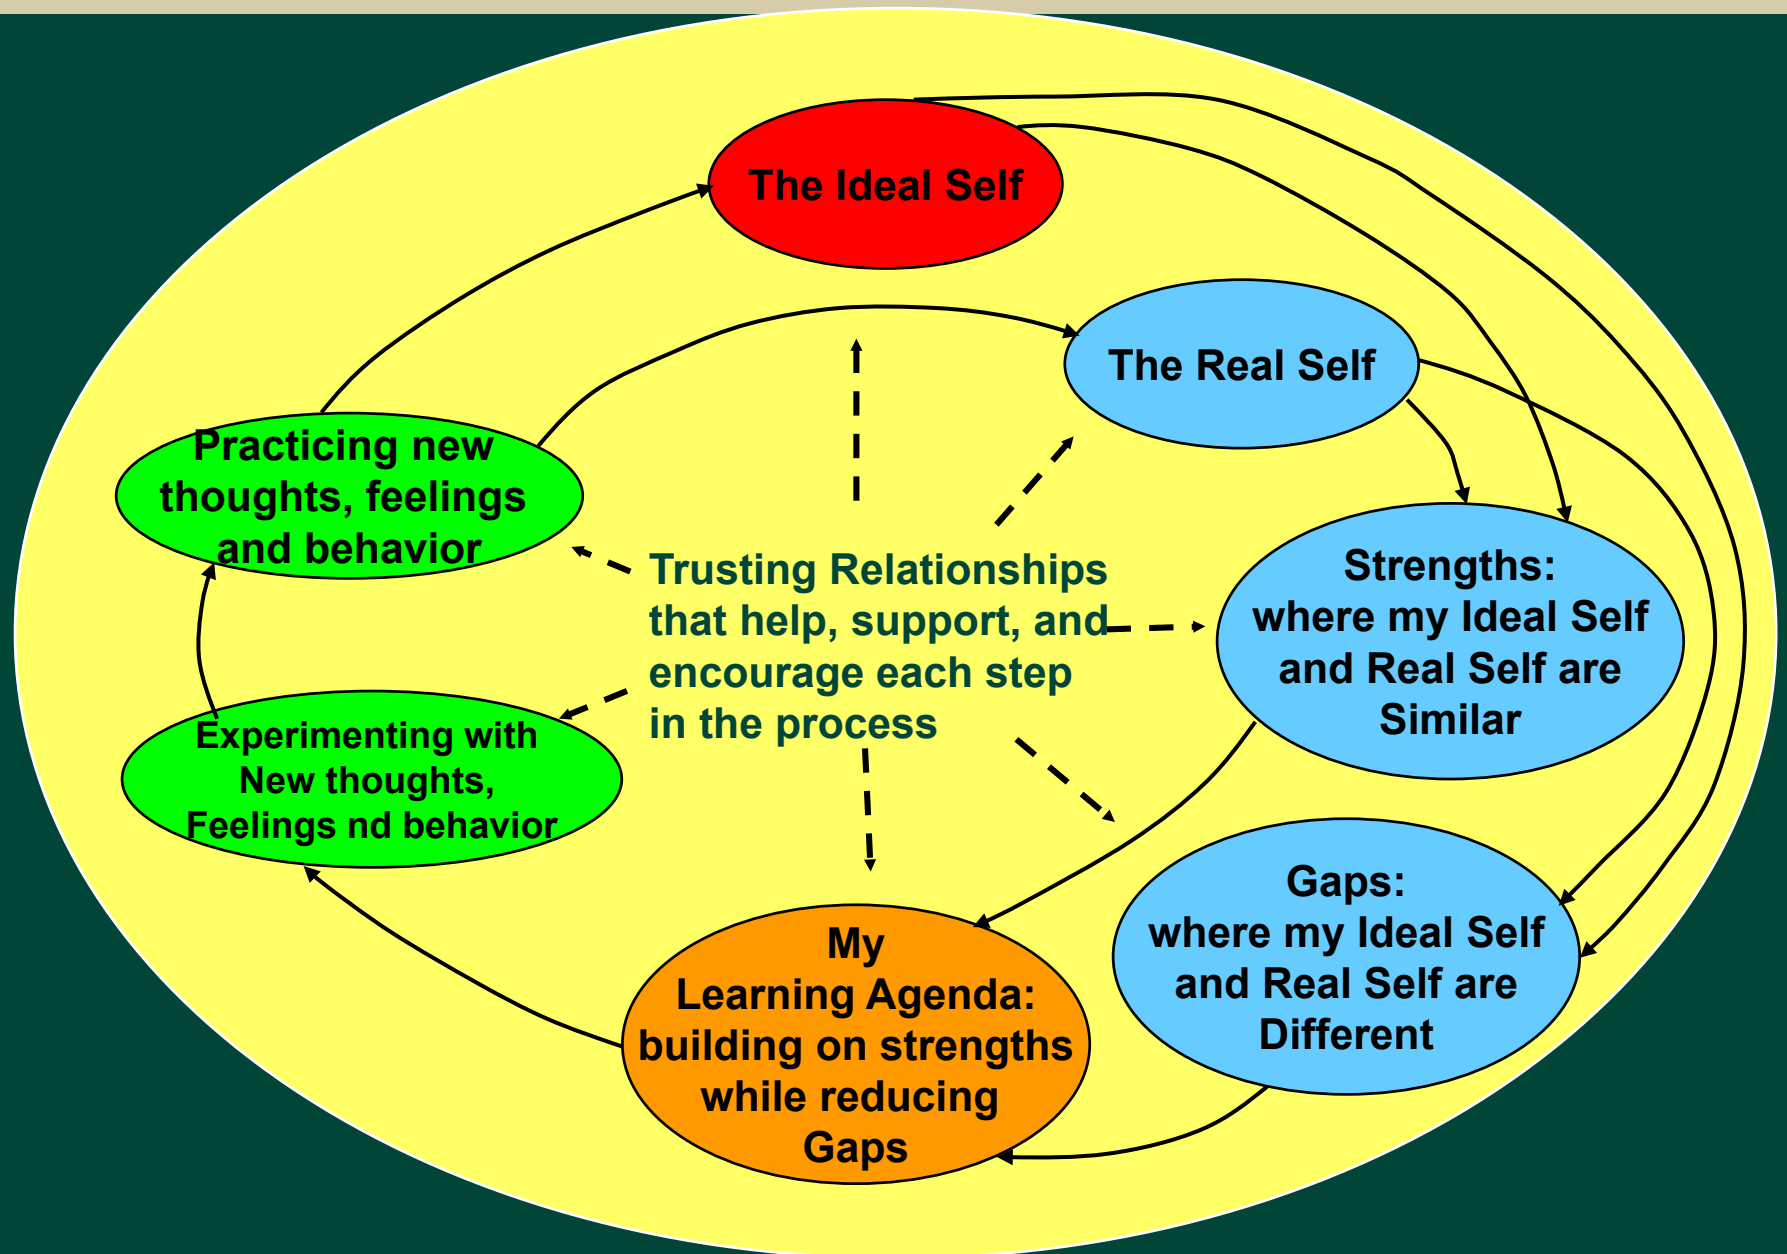 The Ideal Self
The Real Self
Practicing new
thoughts, feelings
and behavior
Trusting Relationships
that help, support, and
encourage each step
in the process
Strengths:
where my Ideal Self
and Real Self are
Similar
Experimenting with
New thoughts,
Feelings nd behavior
Gaps:
where my Ideal Self
and Real Self are
Different
My
Learning Agenda:
building on strengths
while reducing
Gaps